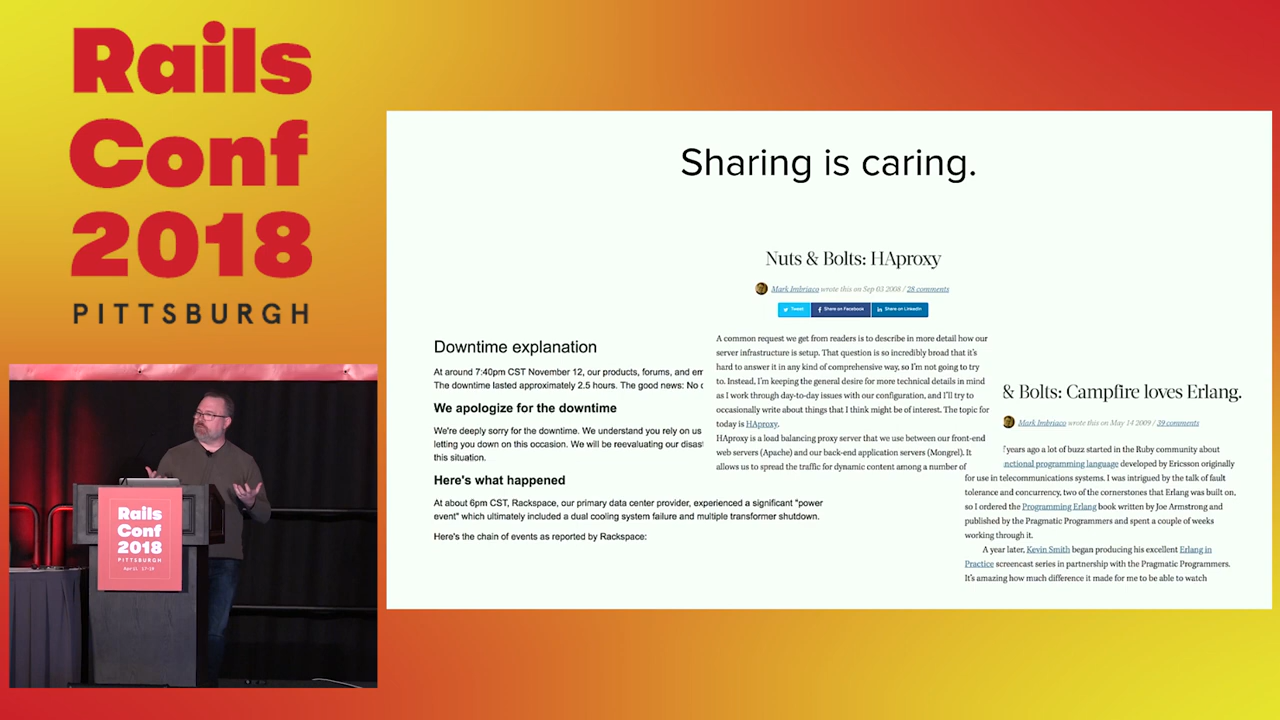 Rails
Conf
2018
PITTSBURGH
Rails
Conf
2018
PITTSBURGH
April 17-19
Sharing is caring.
Downtime explanation
At around 7:40pm CST November 12, our products, forums, and em
The downtime lasted approximately 2.5 hours. The good news: No
We apologize for the downtime
We're deeply sorry for the downtime. We understand you rely on us
letting you down on this occasion. We will be reevaluating our disast
this situation.
Here's what happened
At about 6pm CST, Rackspace, our primary data center provider, experienced a significant "power
event" which ultimately included a dual cooling system failure and multiple transformer shutdown.
Here's the chain of events as reported by Rackspace:
Nuts & Bolts: HAproxy
Mark Imbriaco wrote this on Sep 03 2008 / 28 comments
Tweet Share on Facebook Share on LinkedIn
A common request we get from readers is to describe in more detail how our
server infrastructure is setup. That question is so incredibly broad that it's
hard to answer it in any kind of comprehensive way, so I'm not going to try
to. Instead, I'm keeping the general desire for more technical details in mind
as I work through day-to-day issues with our configuration, and I'll try to
occasionally write about things that I think might be of interest. The topic for
today is HAproxy.
HAproxy is a load balancing proxy server that we use between our front-end
web servers (Apache) and our back-end application servers (Mongrel). It
allows us to spread the traffic for dynamic content among a number of
& Bolts: Campfire loves Erlang.
Mark Imbriaco wrote this on May 14 2009 / 39 comments
years ago a lot of buzz started in the Ruby community about
nctional programming language developed by Ericsson originally
for use in telecommunications systems. I was intrigued by the talk of fault
tolerance and concurrency, two of the cornerstones that Erlang was built on,
so I ordered the Programming Erlang book written by Joe Armstrong and
published by the Pragmatic Programmers and spent a couple of weeks
working through it.
A year later, Kevin Smith began producing his excellent Erlang in
Practice screencast series in partnership with the Pragmatic Programmers.
It's amazing how much difference it made for me to be able to watch